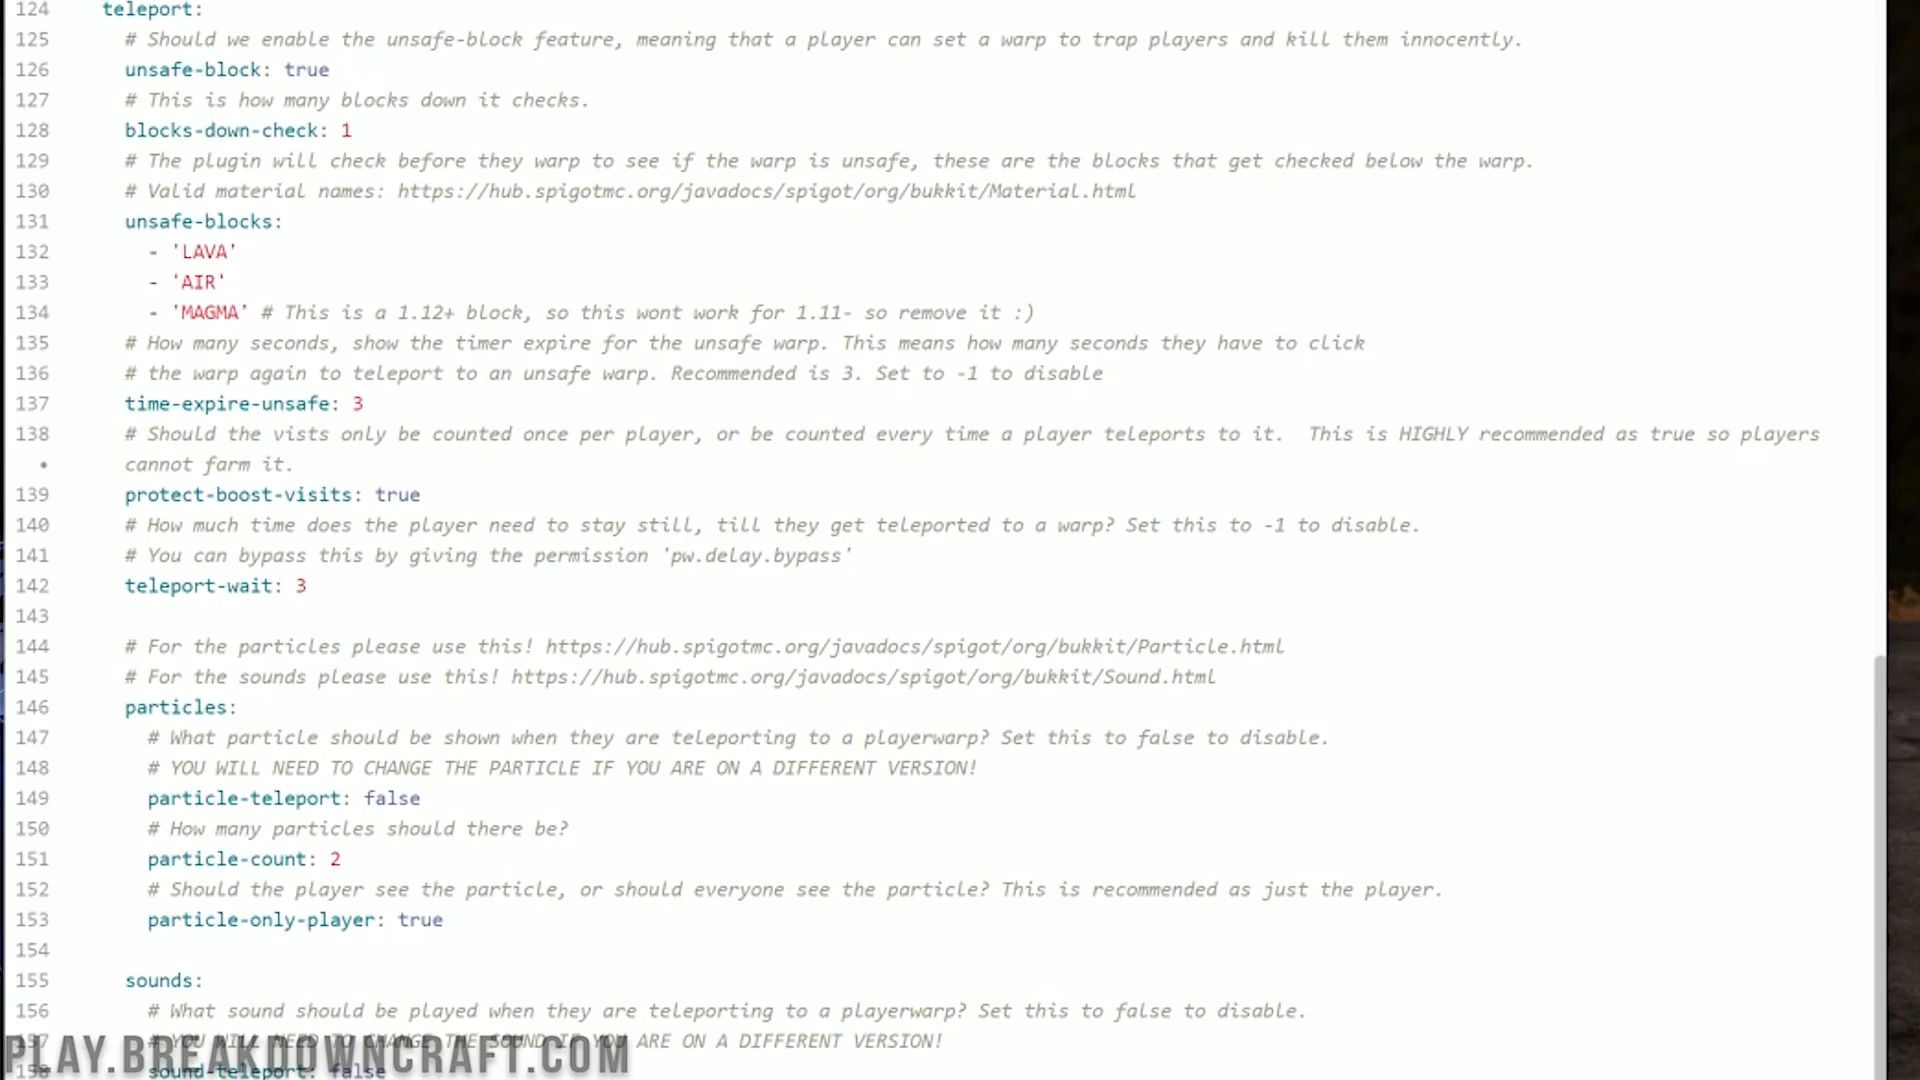 124 teleport:
125 # Should we enable the unsafe-block feature, meaning that a player can set a warp to trap players and kill them innocently.
126 unsafe-block: true
127 # This is how many blocks down it checks.
128 blocks-down-check: 1
129 # The plugin will check before they warp to see if the warp is unsafe, these are the blocks that get checked below the warp.
130 # Valid material names: https://hub.spigotmc.org/javadocs/spigot/org/bukkit/Material.html
131 unsafe-blocks:
132 - 'LAVA'
133 - 'AIR'
134 - 'MAGMA' # This is a 1.12+ block, so this wont work for 1.11- so remove it :)
135 # How many seconds, show the timer expire for the unsafe warp. This means how many seconds they have to click
136 # the warp again to teleport to an unsafe warp. Recommended is 3. Set to -1 to disable
137 time-expire-unsafe: 3
138 # Should the vists only be counted once per player, or be counted every time a player teleports to it.  This is HIGHLY recommended as true so players
• cannot farm it.
139 protect-boost-visits: true
140 # How much time does the player need to stay still, till they get teleported to a warp? Set this to -1 to disable.
141 # You can bypass this by giving the permission 'pw.delay.bypass'
142 teleport-wait: 3
143
144 # For the particles please use this! https://hub.spigotmc.org/javadocs/spigot/org/bukkit/Particle.html
145 # For the sounds please use this! https://hub.spigotmc.org/javadocs/spigot/org/bukkit/Sound.html
146 particles:
147 # What particle should be shown when they are teleporting to a playerwarp? Set this to false to disable.
148 # YOU WILL NEED TO CHANGE THE PARTICLE IF YOU ARE ON A DIFFERENT VERSION!
149 particle-teleport: false
150 # How many particles should there be?
151 particle-count: 2
152 # Should the player see the particle, or should everyone see the particle? This is recommended as just the player.
153 particle-only-player: true
154
155 sounds:
156 # What sound should be played when they are teleporting to a playerwarp? Set this to false to disable.
157 # YOU WILL NEED TO CHANGE THE SOUND IF YOU ARE ON A DIFFERENT VERSION!
158 sound-teleport: false
PLAY.BREAKDOWNCRAFT.COM